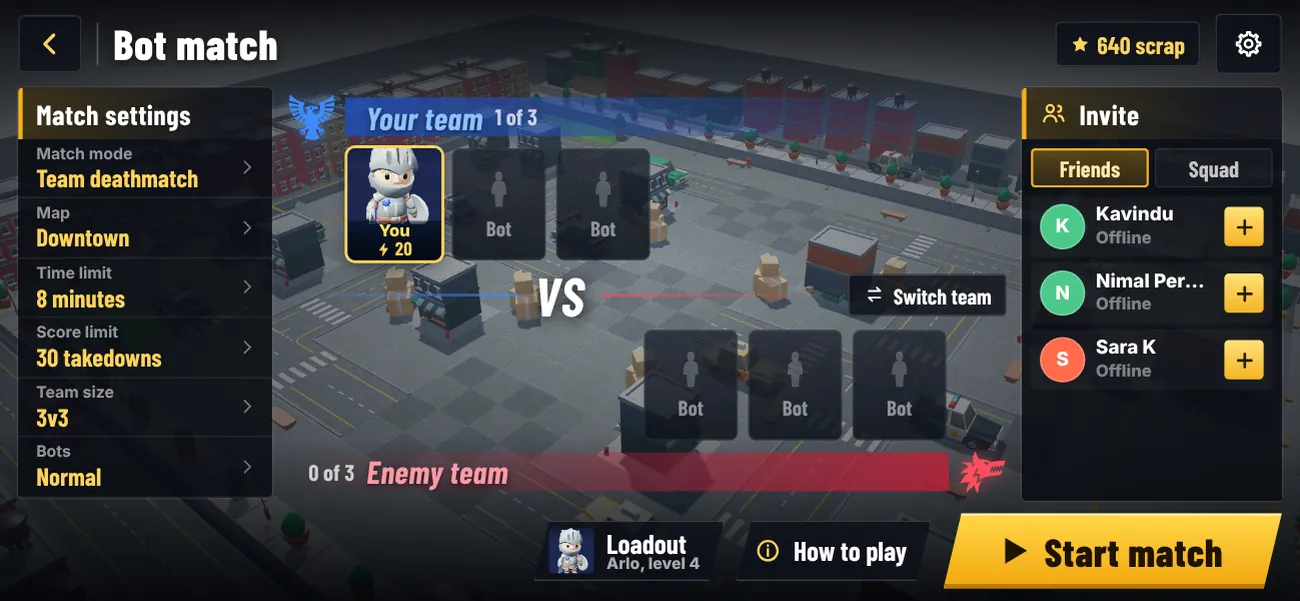 Bot match
640 scrap
Match settings
Match mode
Team deathmatch
Map
Downtown
Time limit
8 minutes
Score limit
30 takedowns
Team size
3v3
Bots
Normal
Your team 1 of 3
You
20
Bot
Bot
VS
Switch team
Bot
Bot
Bot
0 of 3 Enemy team
Invite
Friends
Squad
K
Kavindu
Offline
+
N
Nimal Per...
Offline
+
S
Sara K
Offline
+
Loadout
Arlo, level 4
How to play
Start match